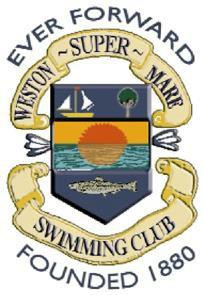 EVER FORWARD
WESTON ~ SUPER ~ MARE
SWIMMING CLUB
FOUNDED 1880